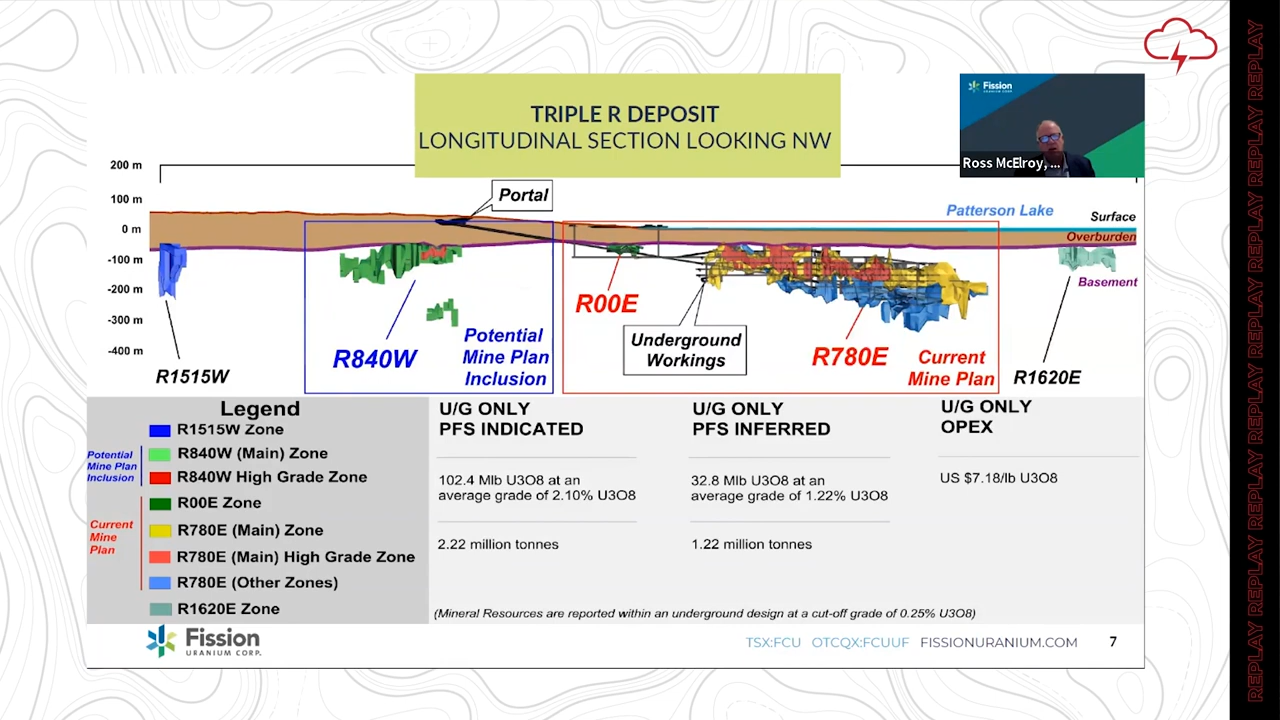 TRIPLE R DEPOSIT
LONGITUDINAL SECTION LOOKING NW
Fission
URANIUM CORP.
Ross McElroy, ...
200 m
100 m
0 m
-100 m
-200 m
-300 m
-400 m
Portal
Patterson Lake
Surface
Overburden
Basement
R1515W
R840W
Potential
Mine Plan
Inclusion
R00E
Underground
Workings
R780E
Current
Mine Plan
R1620E
Legend
R1515W Zone
Potential
Mine Plan
Inclusion
R840W (Main) Zone
R840W High Grade Zone
Current
Mine
Plan
R00E Zone
R780E (Main) Zone
R780E (Main) High Grade Zone
R780E (Other Zones)
R1620E Zone
U/G ONLY
PFS INDICATED
102.4 Mlb U3O8 at an
average grade of 2.10% U3O8
2.22 million tonnes
U/G ONLY
PFS INFERRED
32.8 Mlb U3O8 at an
average grade of 1.22% U3O8
1.22 million tonnes
U/G ONLY
OPEX
US $7.18/lb U3O8
(Mineral Resources are reported within an underground design at a cut-off grade of 0.25% U3O8)
Fission
URANIUM CORP.
TSX:FCU OTCQX:FCUUF FISSIONURANIUM.COM 7
REPLAY REPLAY REPLAY REPLAY REPLAY REPLAY REPLAY REPLAY REPLAY